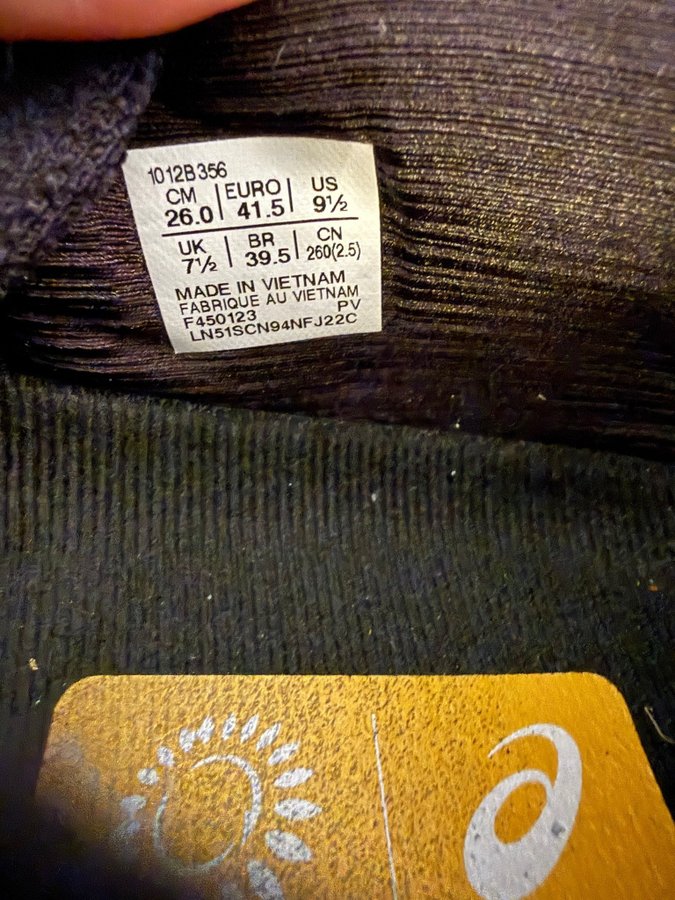 1012B356
CM | EURO | US
26.0 | 41.5 | 9½
UK | BR | CN
7½ | 39.5 | 260(2.5)
MADE IN VIETNAM
FABRIQUE AU VIETNAM
F450123 PV
LN51SCN94NFJ22C